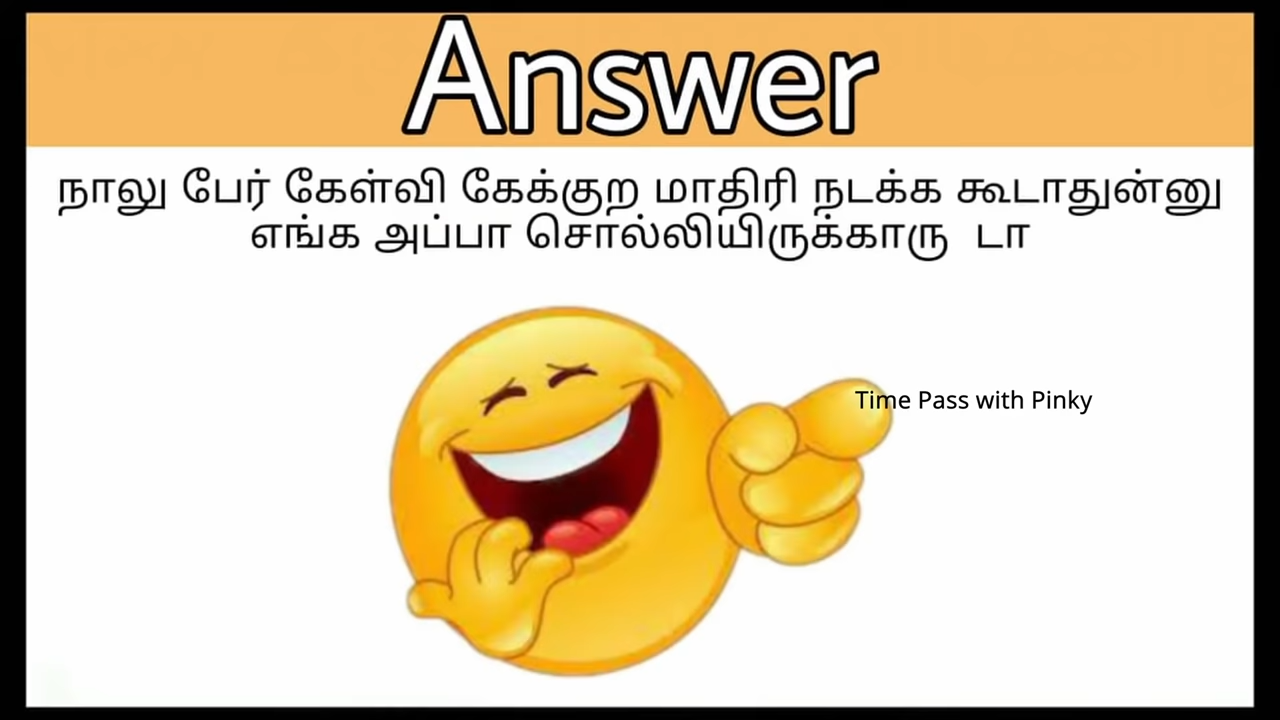 Answer
நாலு பேர் கேள்வி கேக்குற மாதிரி நடக்க கூடாதுன்னு
எங்க அப்பா சொல்லியிருக்காரு டா
Time Pass with Pinky